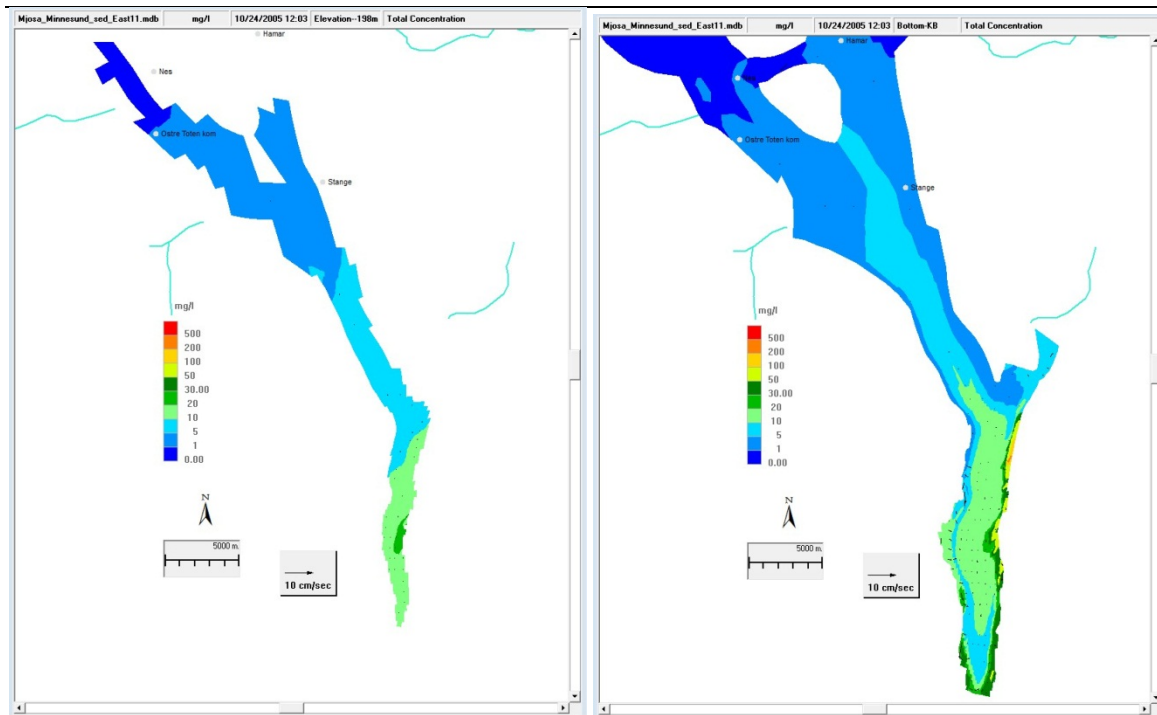 Mjosa_Minnesund_sed_East11.mdb mg/l 10/24/2005 12:03 Elevation--198m Total Concentration
Hamar
Nes
Ostre Toten kom
Stange
mg/l
500
200
100
50
30.00
20
10
5
1
0.00
N
5000 m.
10 cm/sec
Mjosa_Minnesund_sed_East11.mdb mg/l 10/24/2005 12:03 Bottom-KB Total Concentration
Hamar
Nes
Ostre Toten kom
Stange
mg/l
500
200
100
50
30.00
20
10
5
1
0.00
N
5000 m.
10 cm/sec